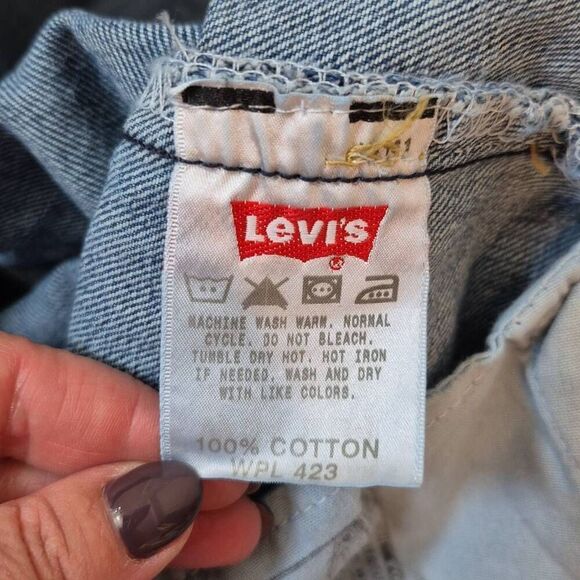 Levi's
®
MACHINE WASH WARM. NORMAL
CYCLE. DO NOT BLEACH.
TUMBLE DRY HOT. HOT IRON
IF NEEDED. WASH AND DRY
WITH LIKE COLORS.
100% COTTON
WPL 423